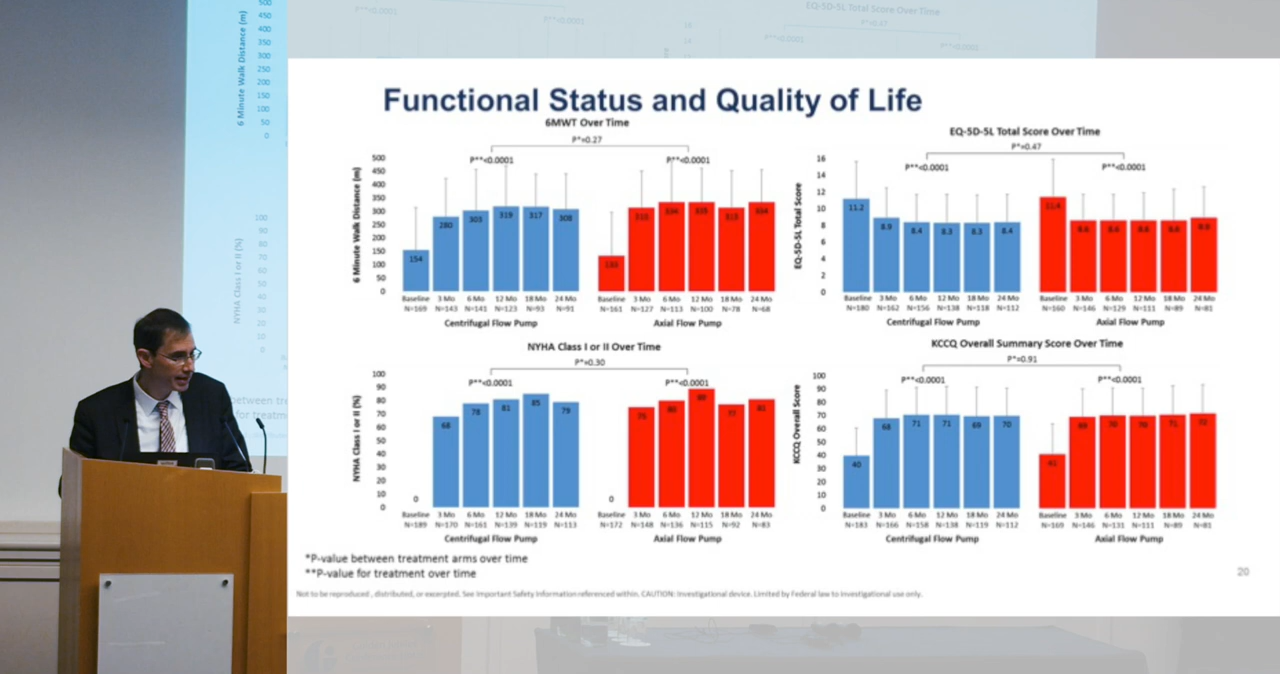 Functional Status and Quality of Life
6MWT Over Time
P*=0.27
P**<0.0001 P**<0.0001
6 Minute Walk Distance (m)
500
450
400
350
300
250
200
150
100
50
0
154 280 303 319 317 308
334
Baseline 3 Mo 6 Mo 12 Mo 18 Mo 24 Mo Baseline 3 Mo 6 Mo 12 Mo 18 Mo 24 Mo
N=169 N=143 N=141 N=123 N=93 N=91 N=161 N=127 N=113 N=100 N=78 N=68
Centrifugal Flow Pump Axial Flow Pump
EQ-5D-5L Total Score Over Time
P*=0.47
P**<0.0001 P**<0.0001
EQ-5D-5L Total Score
16
14
12
10
8
6
4
2
0
11.2 8.9 8.4 8.3 8.3 8.4
11.4 8.6 8.6
Baseline 3 Mo 6 Mo 12 Mo 18 Mo 24 Mo Baseline 3 Mo 6 Mo 12 Mo 18 Mo 24 Mo
N=180 N=162 N=156 N=138 N=118 N=112 N=160 N=146 N=129 N=111 N=89 N=81
Centrifugal Flow Pump Axial Flow Pump
NYHA Class I or II Over Time
P*=0.30
P**<0.0001 P**<0.0001
NYHA Class I or II (%)
100
90
80
70
60
50
40
30
20
10
0
0 68 78 81 85 79
0 77
Baseline 3 Mo 6 Mo 12 Mo 18 Mo 24 Mo Baseline 3 Mo 6 Mo 12 Mo 18 Mo 24 Mo
N=189 N=170 N=161 N=139 N=119 N=113 N=172 N=148 N=136 N=115 N=92 N=83
Centrifugal Flow Pump Axial Flow Pump
KCCQ Overall Summary Score Over Time
P*=0.91
P**<0.0001 P**<0.0001
KCCQ Overall Score
100
90
80
70
60
50
40
30
20
10
0
40 68 71 71 69 70
41 69 70 70 71
Baseline 3 Mo 6 Mo 12 Mo 18 Mo 24 Mo Baseline 3 Mo 6 Mo 12 Mo 18 Mo 24 Mo
N=183 N=166 N=158 N=138 N=119 N=112 N=169 N=146 N=131 N=111 N=89 N=81
Centrifugal Flow Pump Axial Flow Pump
*P-value between treatment arms over time
**P-value for treatment over time
20
Not to be reproduced, distributed, or excerpted. See Important Safety Information referenced within. CAUTION: Investigational device. Limited by Federal law to investigational use only.